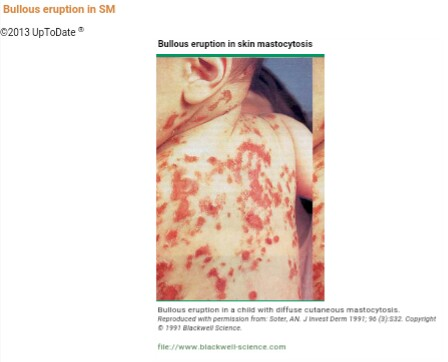 Bullous eruption in SM
©2013 UpToDate ®
Bullous eruption in skin mastocytosis
Bullous eruption in a child with diffuse cutaneous mastocytosis.
Reproduced with permission from: Soter, AN. J Invest Derm 1991; 96 (3):S32. Copyright
© 1991 Blackwell Science.
file://www.blackwell-science.com